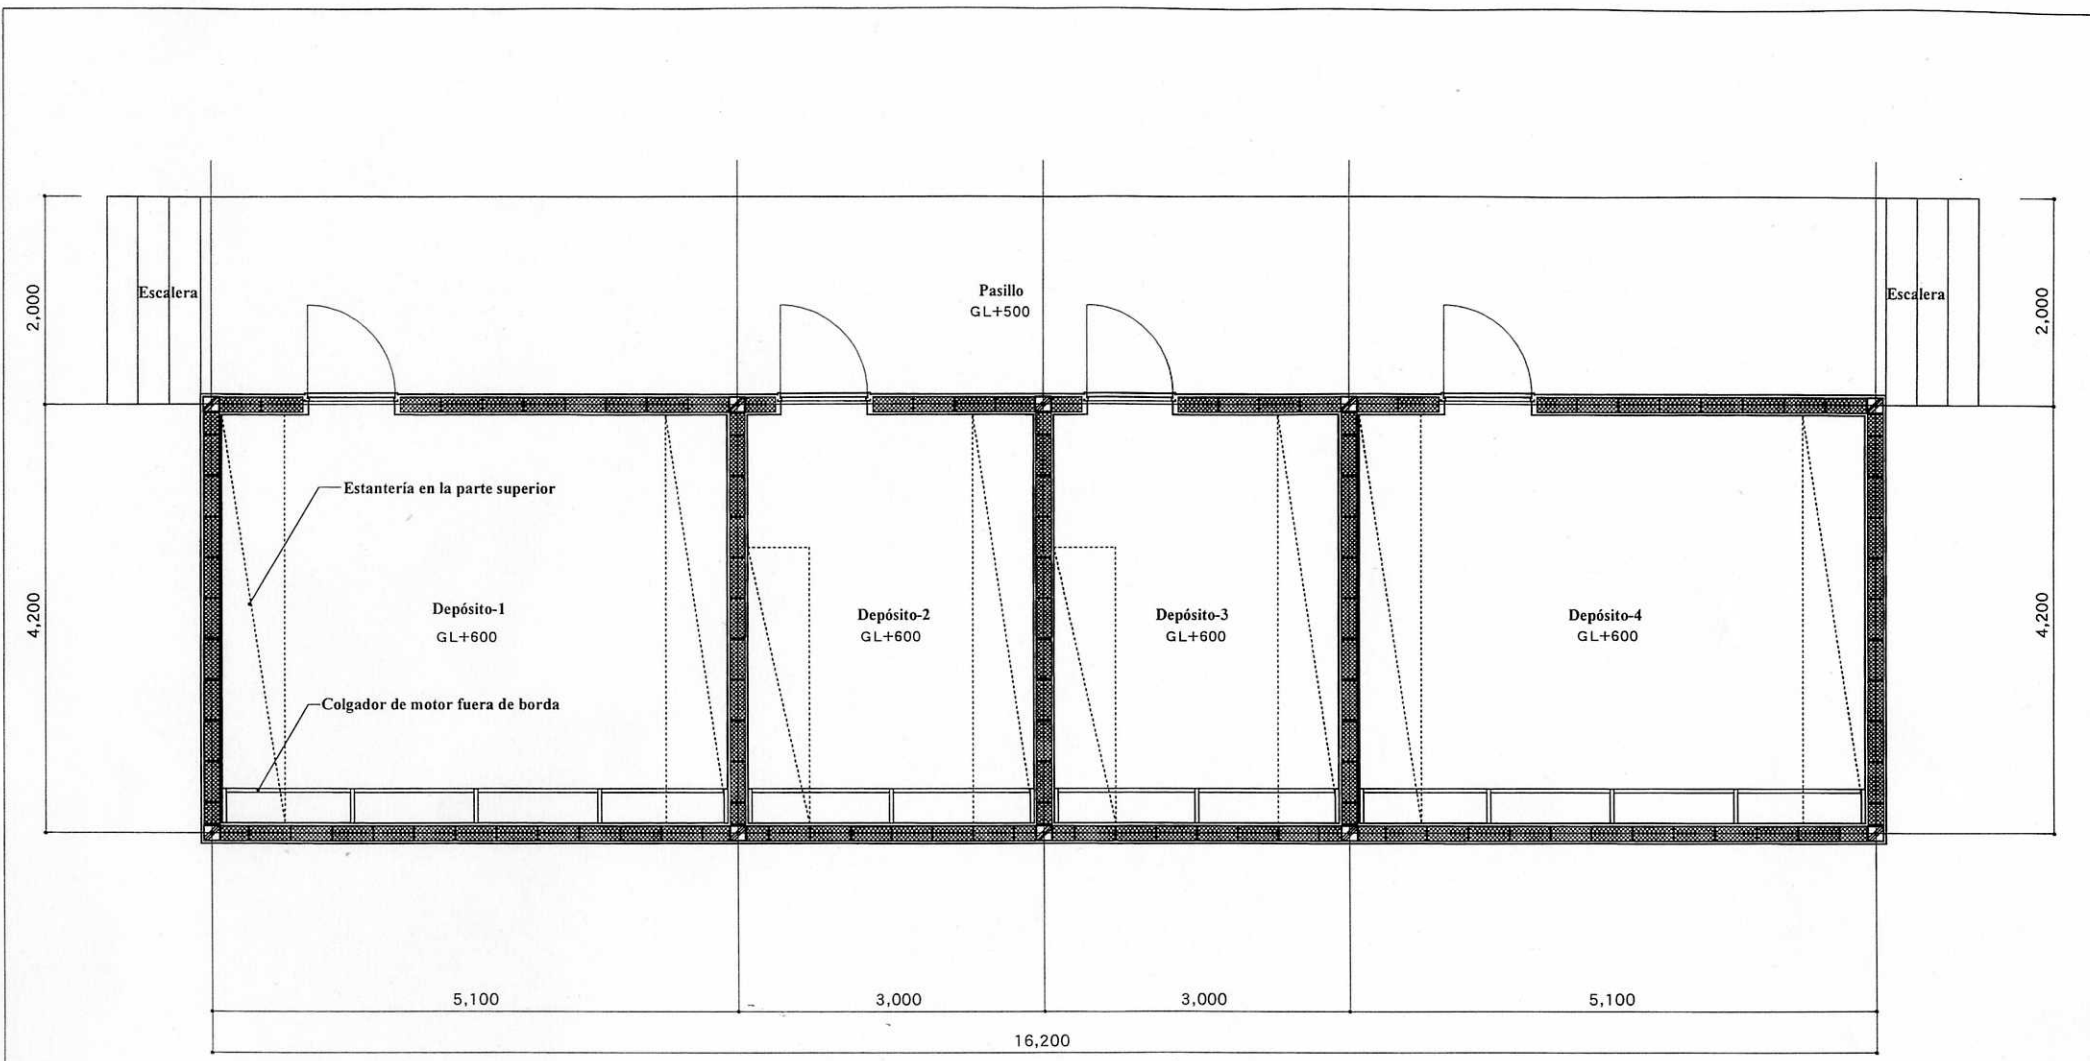 2,000
Escalera
Pasillo
GL+500
Escalera
2,000
Estantería en la parte superior
4,200
Depósito-1
GL+600
Depósito-2
GL+600
Depósito-3
GL+600
Depósito-4
GL+600
4,200
Colgador de motor fuera de borda
5,100
3,000
3,000
5,100
16,200